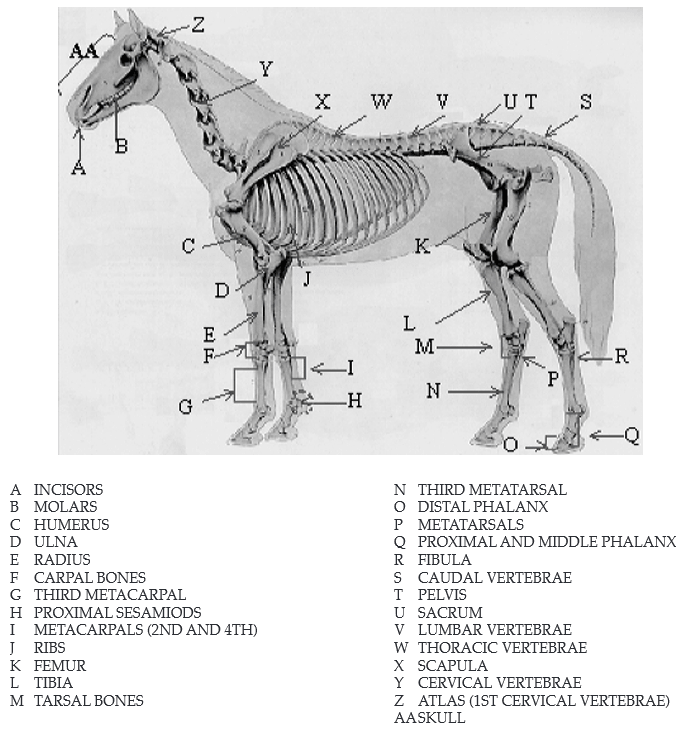 Z
AA
Y
X W V U T S
B
A
C
K
J
D
L
E
M
F
R
I
P
N
H
G
Q
O
A INCISORS
B MOLARS
C HUMERUS
D ULNA
E RADIUS
F CARPAL BONES
G THIRD METACARPAL
H PROXIMAL SESAMIODS
I METACARPALS (2ND AND 4TH)
J RIBS
K FEMUR
L TIBIA
M TARSAL BONES
N THIRD METATARSAL
O DISTAL PHALANX
P METATARSALS
Q PROXIMAL AND MIDDLE PHALANX
R FIBULA
S CAUDAL VERTEBRAE
T PELVIS
U SACRUM
V LUMBAR VERTEBRAE
W THORACIC VERTEBRAE
X SCAPULA
Y CERVICAL VERTEBRAE
Z ATLAS (1ST CERVICAL VERTEBRAE)
AASKULL